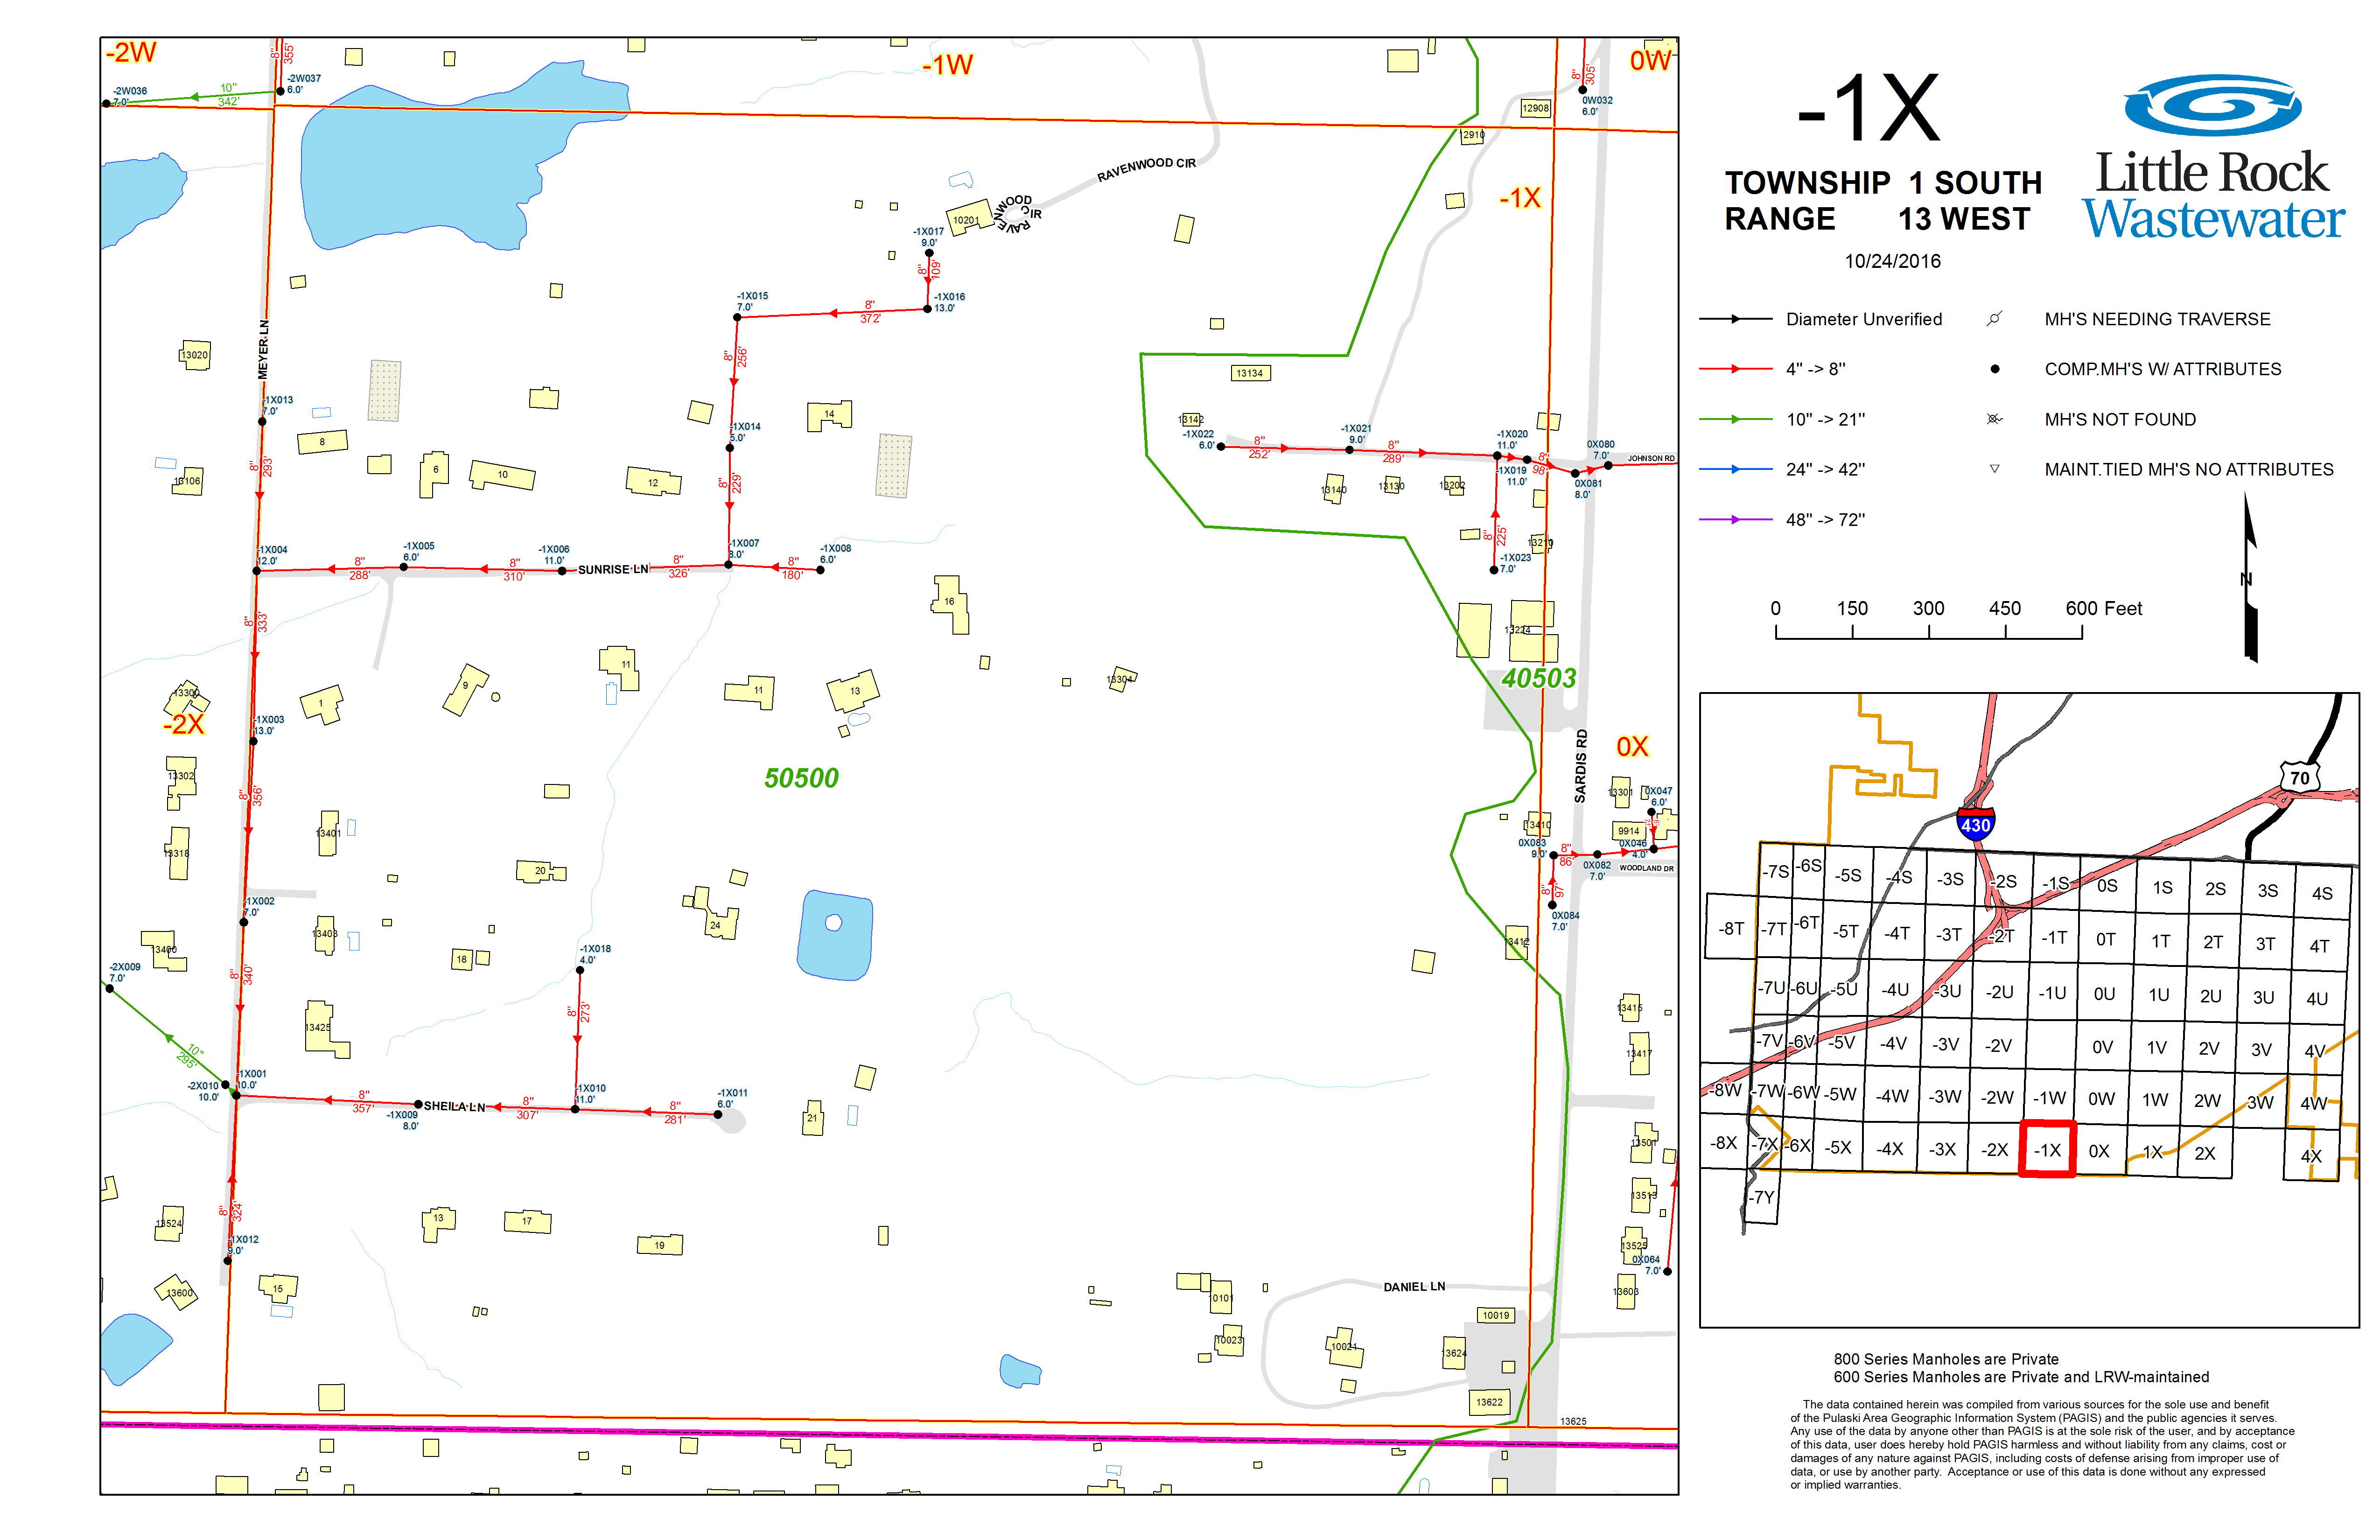 -2W
-1W
0W
-2W036
7.0'
10"
342'
-2W037
6.0'
8"
355'
8"
305'
0W032
6.0'
12908
12910
-1X
RAVENWOOD CIR
RAVENWOOD CIR
10201
-1X017
9.0'
8"
109'
-1X016
13.0'
8"
372'
-1X015
7.0'
8"
256'
MEYER LN
13020
-1X013
7.0'
8"
293'
8
6
10
12
14
13106
-1X014
5.0'
8"
229'
13134
13142
-1X022
6.0'
8"
252'
-1X021
9.0'
8"
289'
-1X020
11.0'
-1X019
11.0'
8"
98'
0X080
7.0'
0X081
8.0'
JOHNSON RD
13140
13130
13202
13210
8"
225'
-1X023
7.0'
-1X004
12.0'
8"
288'
-1X005
6.0'
8"
310'
-1X006
11.0'
SUNRISE LN
8"
326'
-1X007
8.0'
8"
180'
-1X008
6.0'
16
13224
8"
333'
11
11
13
9
1
13304
13300
-2X
-1X003
13.0'
40503
50500
0X
SARDIS RD
13302
8"
356'
13401
13318
20
13301
0X047
6.0'
13410
9914
0X083
9.0'
8"
86'
0X046
4.0'
0X082
7.0'
WOODLAND DR
8"
97'
0X084
7.0'
-1X002
7.0'
13403
13400
24
18
13412
-2X009
7.0'
8"
340'
-1X018
4.0'
8"
273'
13425
13415
13417
10"
295'
-2X010
10.0'
-1X001
10.0'
8"
357'
-1X009
8.0'
SHEILA LN
8"
307'
-1X010
11.0'
8"
281'
-1X011
6.0'
21
13501
13513
13525
0X064
7.0'
13603
8"
324'
-1X012
9.0'
13524
13
17
19
13600
15
DANIEL LN
10101
10019
10023
10021
13624
13622
13625
-1X
TOWNSHIP 1 SOUTH
RANGE 13 WEST
10/24/2016
Little Rock
Wastewater
Diameter Unverified
MH'S NEEDING TRAVERSE
4" -> 8"
COMP.MH'S W/ ATTRIBUTES
10" -> 21"
MH'S NOT FOUND
24" -> 42"
MAINT.TIED MH'S NO ATTRIBUTES
48" -> 72"
N
0 150 300 450 600 Feet
70
430
-7S -6S -5S -4S -3S -2S -1S 0S 1S 2S 3S 4S
-8T -7T -6T -5T -4T -3T -2T -1T 0T 1T 2T 3T 4T
-7U -6U -5U -4U -3U -2U -1U 0U 1U 2U 3U 4U
-7V -6V -5V -4V -3V -2V 0V 1V 2V 3V 4V
-8W -7W -6W -5W -4W -3W -2W -1W 0W 1W 2W 3W 4W
-8X -7X -6X -5X -4X -3X -2X -1X 0X 1X 2X 4X
-7Y
800 Series Manholes are Private
600 Series Manholes are Private and LRW-maintained
The data contained herein was compiled from various sources for the sole use and benefit
of the Pulaski Area Geographic Information System (PAGIS) and the public agencies it serves.
Any use of the data by anyone other than PAGIS is at the sole risk of the user, and by acceptance
of this data, user does hereby hold PAGIS harmless and without liability from any claims, cost or
damages of any nature against PAGIS, including costs of defense arising from improper use of
data, or use by another party. Acceptance or use of this data is done without any expressed
or implied warranties.